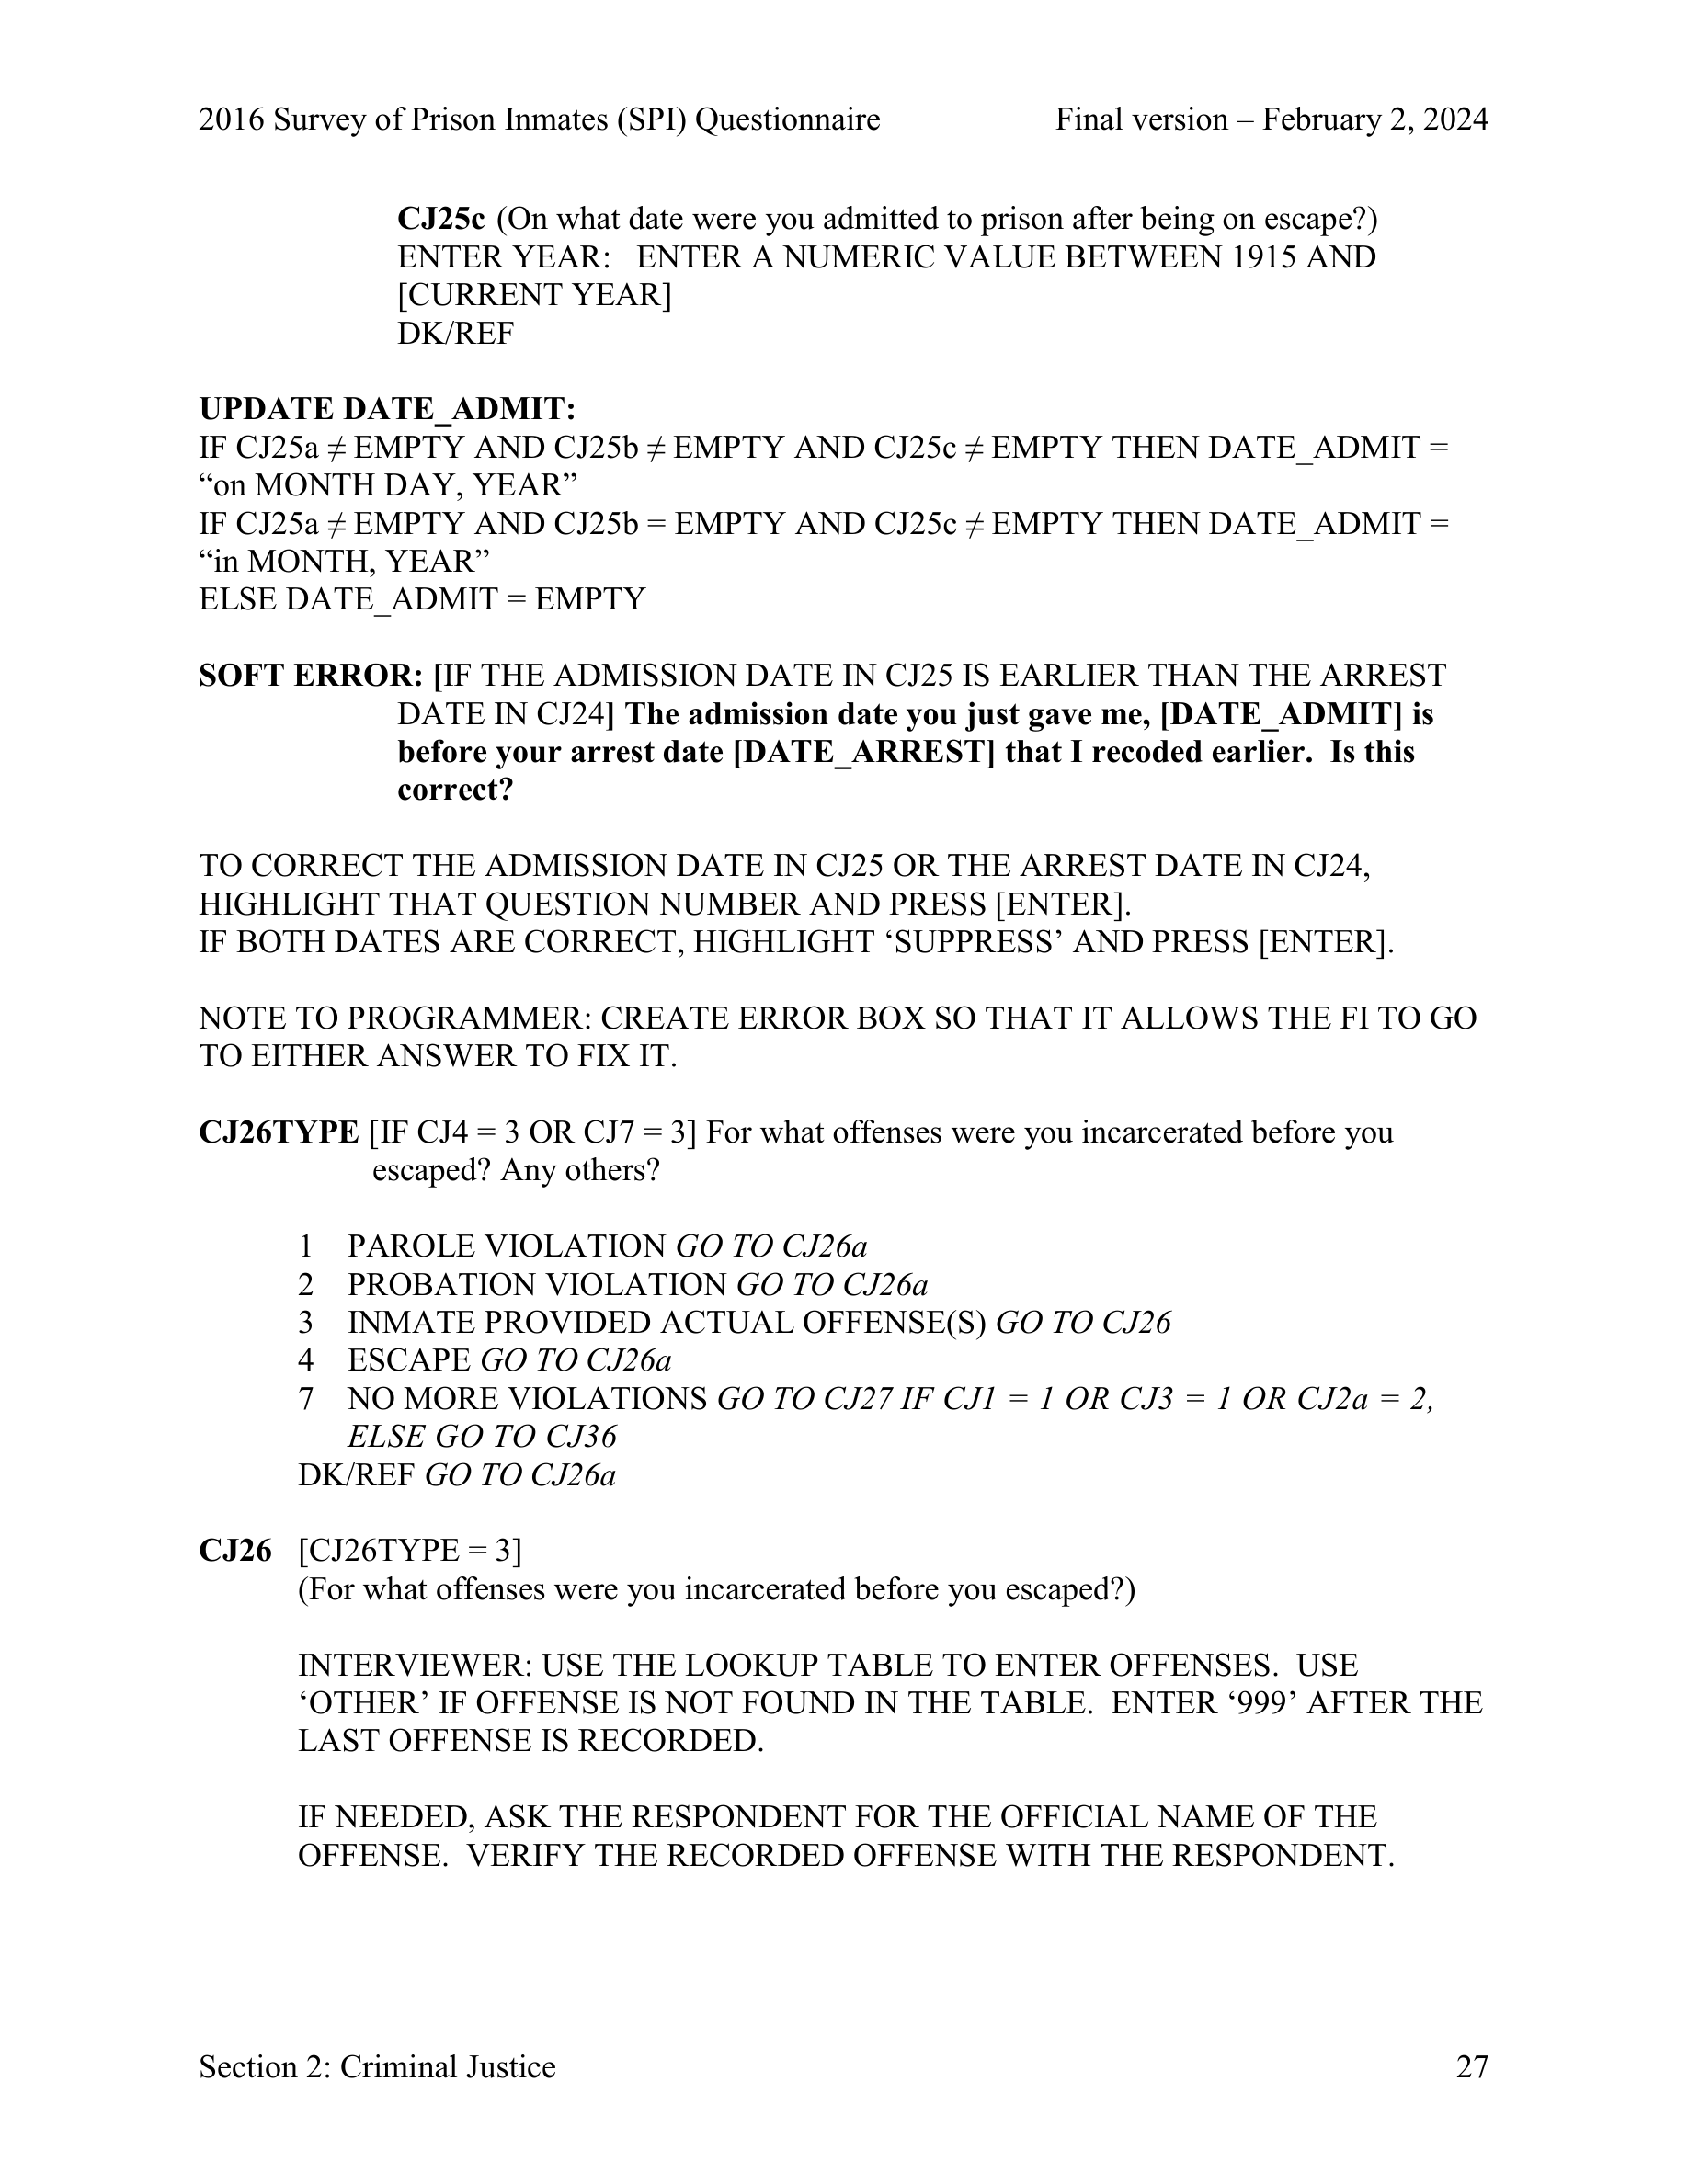 2016 Survey of Prison Inmates (SPI) Questionnaire Final version – February 2, 2024
CJ25c (On what date were you admitted to prison after being on escape?)
ENTER YEAR: ENTER A NUMERIC VALUE BETWEEN 1915 AND
[CURRENT YEAR]
DK/REF
UPDATE DATE_ADMIT:
IF CJ25a ≠ EMPTY AND CJ25b ≠ EMPTY AND CJ25c ≠ EMPTY THEN DATE_ADMIT =
“on MONTH DAY, YEAR”
IF CJ25a ≠ EMPTY AND CJ25b = EMPTY AND CJ25c ≠ EMPTY THEN DATE_ADMIT =
“in MONTH, YEAR”
ELSE DATE_ADMIT = EMPTY
SOFT ERROR: [IF THE ADMISSION DATE IN CJ25 IS EARLIER THAN THE ARREST
DATE IN CJ24] The admission date you just gave me, [DATE_ADMIT] is
before your arrest date [DATE_ARREST] that I recoded earlier. Is this
correct?
TO CORRECT THE ADMISSION DATE IN CJ25 OR THE ARREST DATE IN CJ24,
HIGHLIGHT THAT QUESTION NUMBER AND PRESS [ENTER].
IF BOTH DATES ARE CORRECT, HIGHLIGHT ‘SUPPRESS’ AND PRESS [ENTER].
NOTE TO PROGRAMMER: CREATE ERROR BOX SO THAT IT ALLOWS THE FI TO GO
TO EITHER ANSWER TO FIX IT.
CJ26TYPE [IF CJ4 = 3 OR CJ7 = 3] For what offenses were you incarcerated before you
escaped? Any others?
1 PAROLE VIOLATION GO TO CJ26a
2 PROBATION VIOLATION GO TO CJ26a
3 INMATE PROVIDED ACTUAL OFFENSE(S) GO TO CJ26
4 ESCAPE GO TO CJ26a
7 NO MORE VIOLATIONS GO TO CJ27 IF CJ1 = 1 OR CJ3 = 1 OR CJ2a = 2,
ELSE GO TO CJ36
DK/REF GO TO CJ26a
CJ26 [CJ26TYPE = 3]
(For what offenses were you incarcerated before you escaped?)
INTERVIEWER: USE THE LOOKUP TABLE TO ENTER OFFENSES. USE
‘OTHER’ IF OFFENSE IS NOT FOUND IN THE TABLE. ENTER ‘999’ AFTER THE
LAST OFFENSE IS RECORDED.
IF NEEDED, ASK THE RESPONDENT FOR THE OFFICIAL NAME OF THE
OFFENSE. VERIFY THE RECORDED OFFENSE WITH THE RESPONDENT.
Section 2: Criminal Justice 27